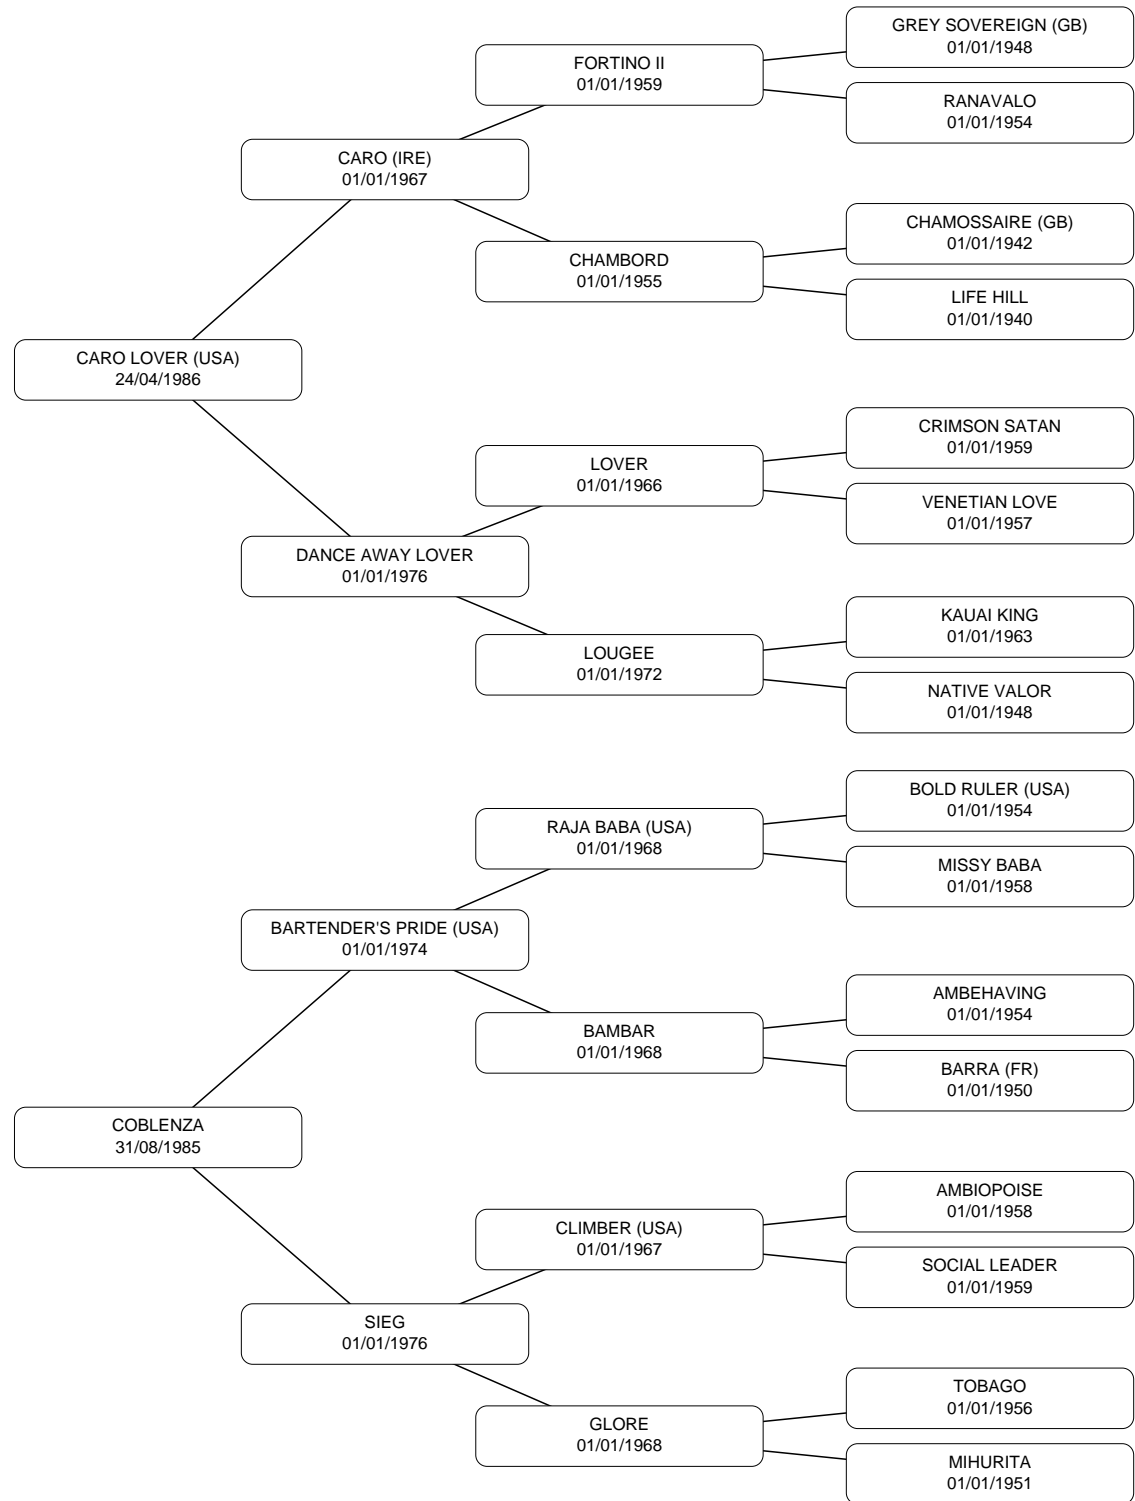 GREY SOVEREIGN (GB)
01/01/1948
FORTINO II
01/01/1959
RANAVALO
01/01/1954
CARO (IRE)
01/01/1967
CHAMOSSAIRE (GB)
01/01/1942
CHAMBORD
01/01/1955
LIFE HILL
01/01/1940
CARO LOVER (USA)
24/04/1986
CRIMSON SATAN
01/01/1959
LOVER
01/01/1966
VENETIAN LOVE
01/01/1957
DANCE AWAY LOVER
01/01/1976
KAUAI KING
01/01/1963
LOUGEE
01/01/1972
NATIVE VALOR
01/01/1948
BOLD RULER (USA)
01/01/1954
RAJA BABA (USA)
01/01/1968
MISSY BABA
01/01/1958
BARTENDER'S PRIDE (USA)
01/01/1974
AMBEHAVING
01/01/1954
BAMBAR
01/01/1968
BARRA (FR)
01/01/1950
COBLENZA
31/08/1985
AMBIOPOISE
01/01/1958
CLIMBER (USA)
01/01/1967
SOCIAL LEADER
01/01/1959
SIEG
01/01/1976
TOBAGO
01/01/1956
GLORE
01/01/1968
MIHURITA
01/01/1951